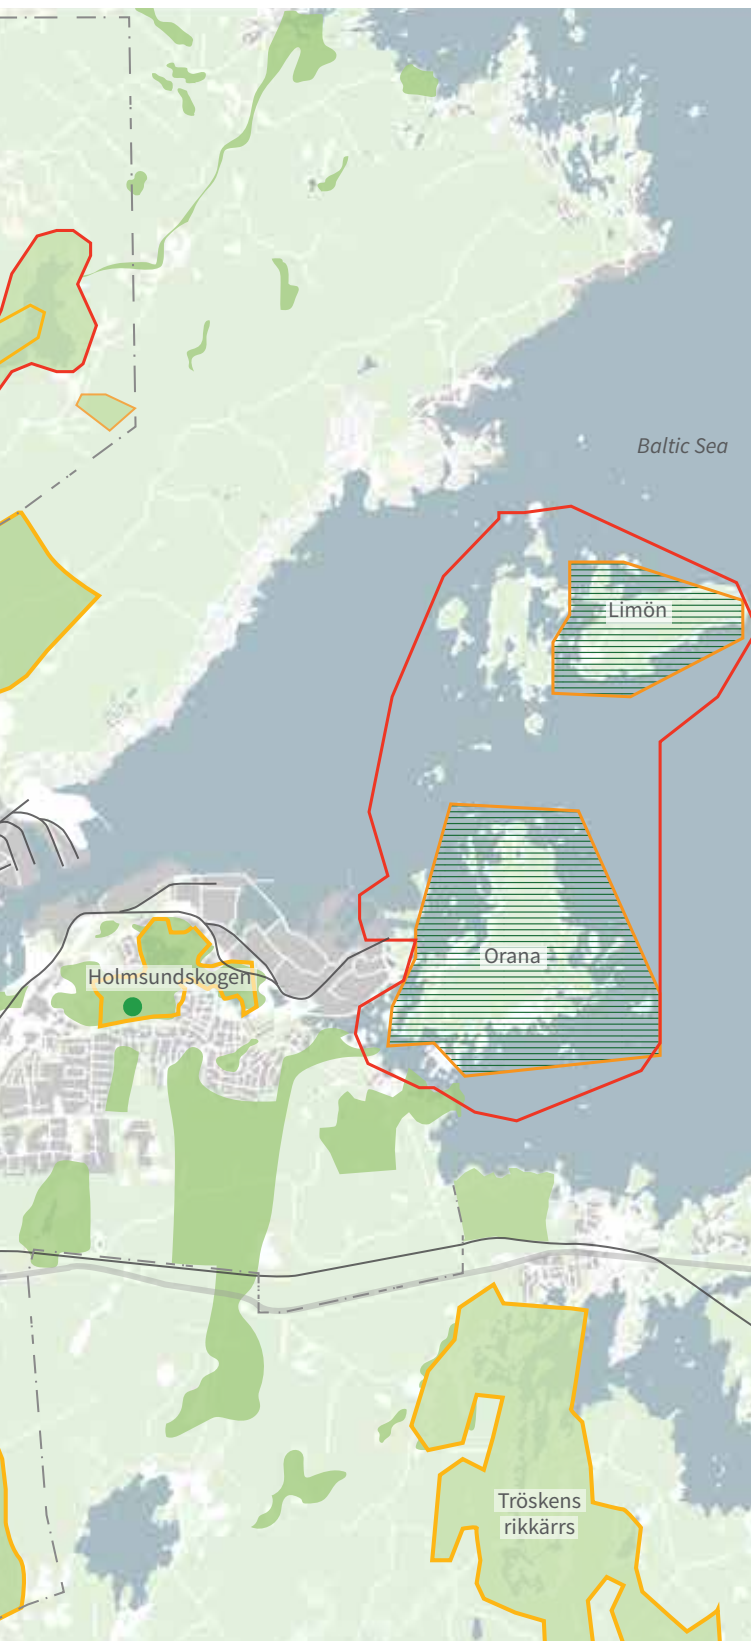 Baltic Sea
Limön
Orana
Holmsundskogen
Tröskens
rikkärrs